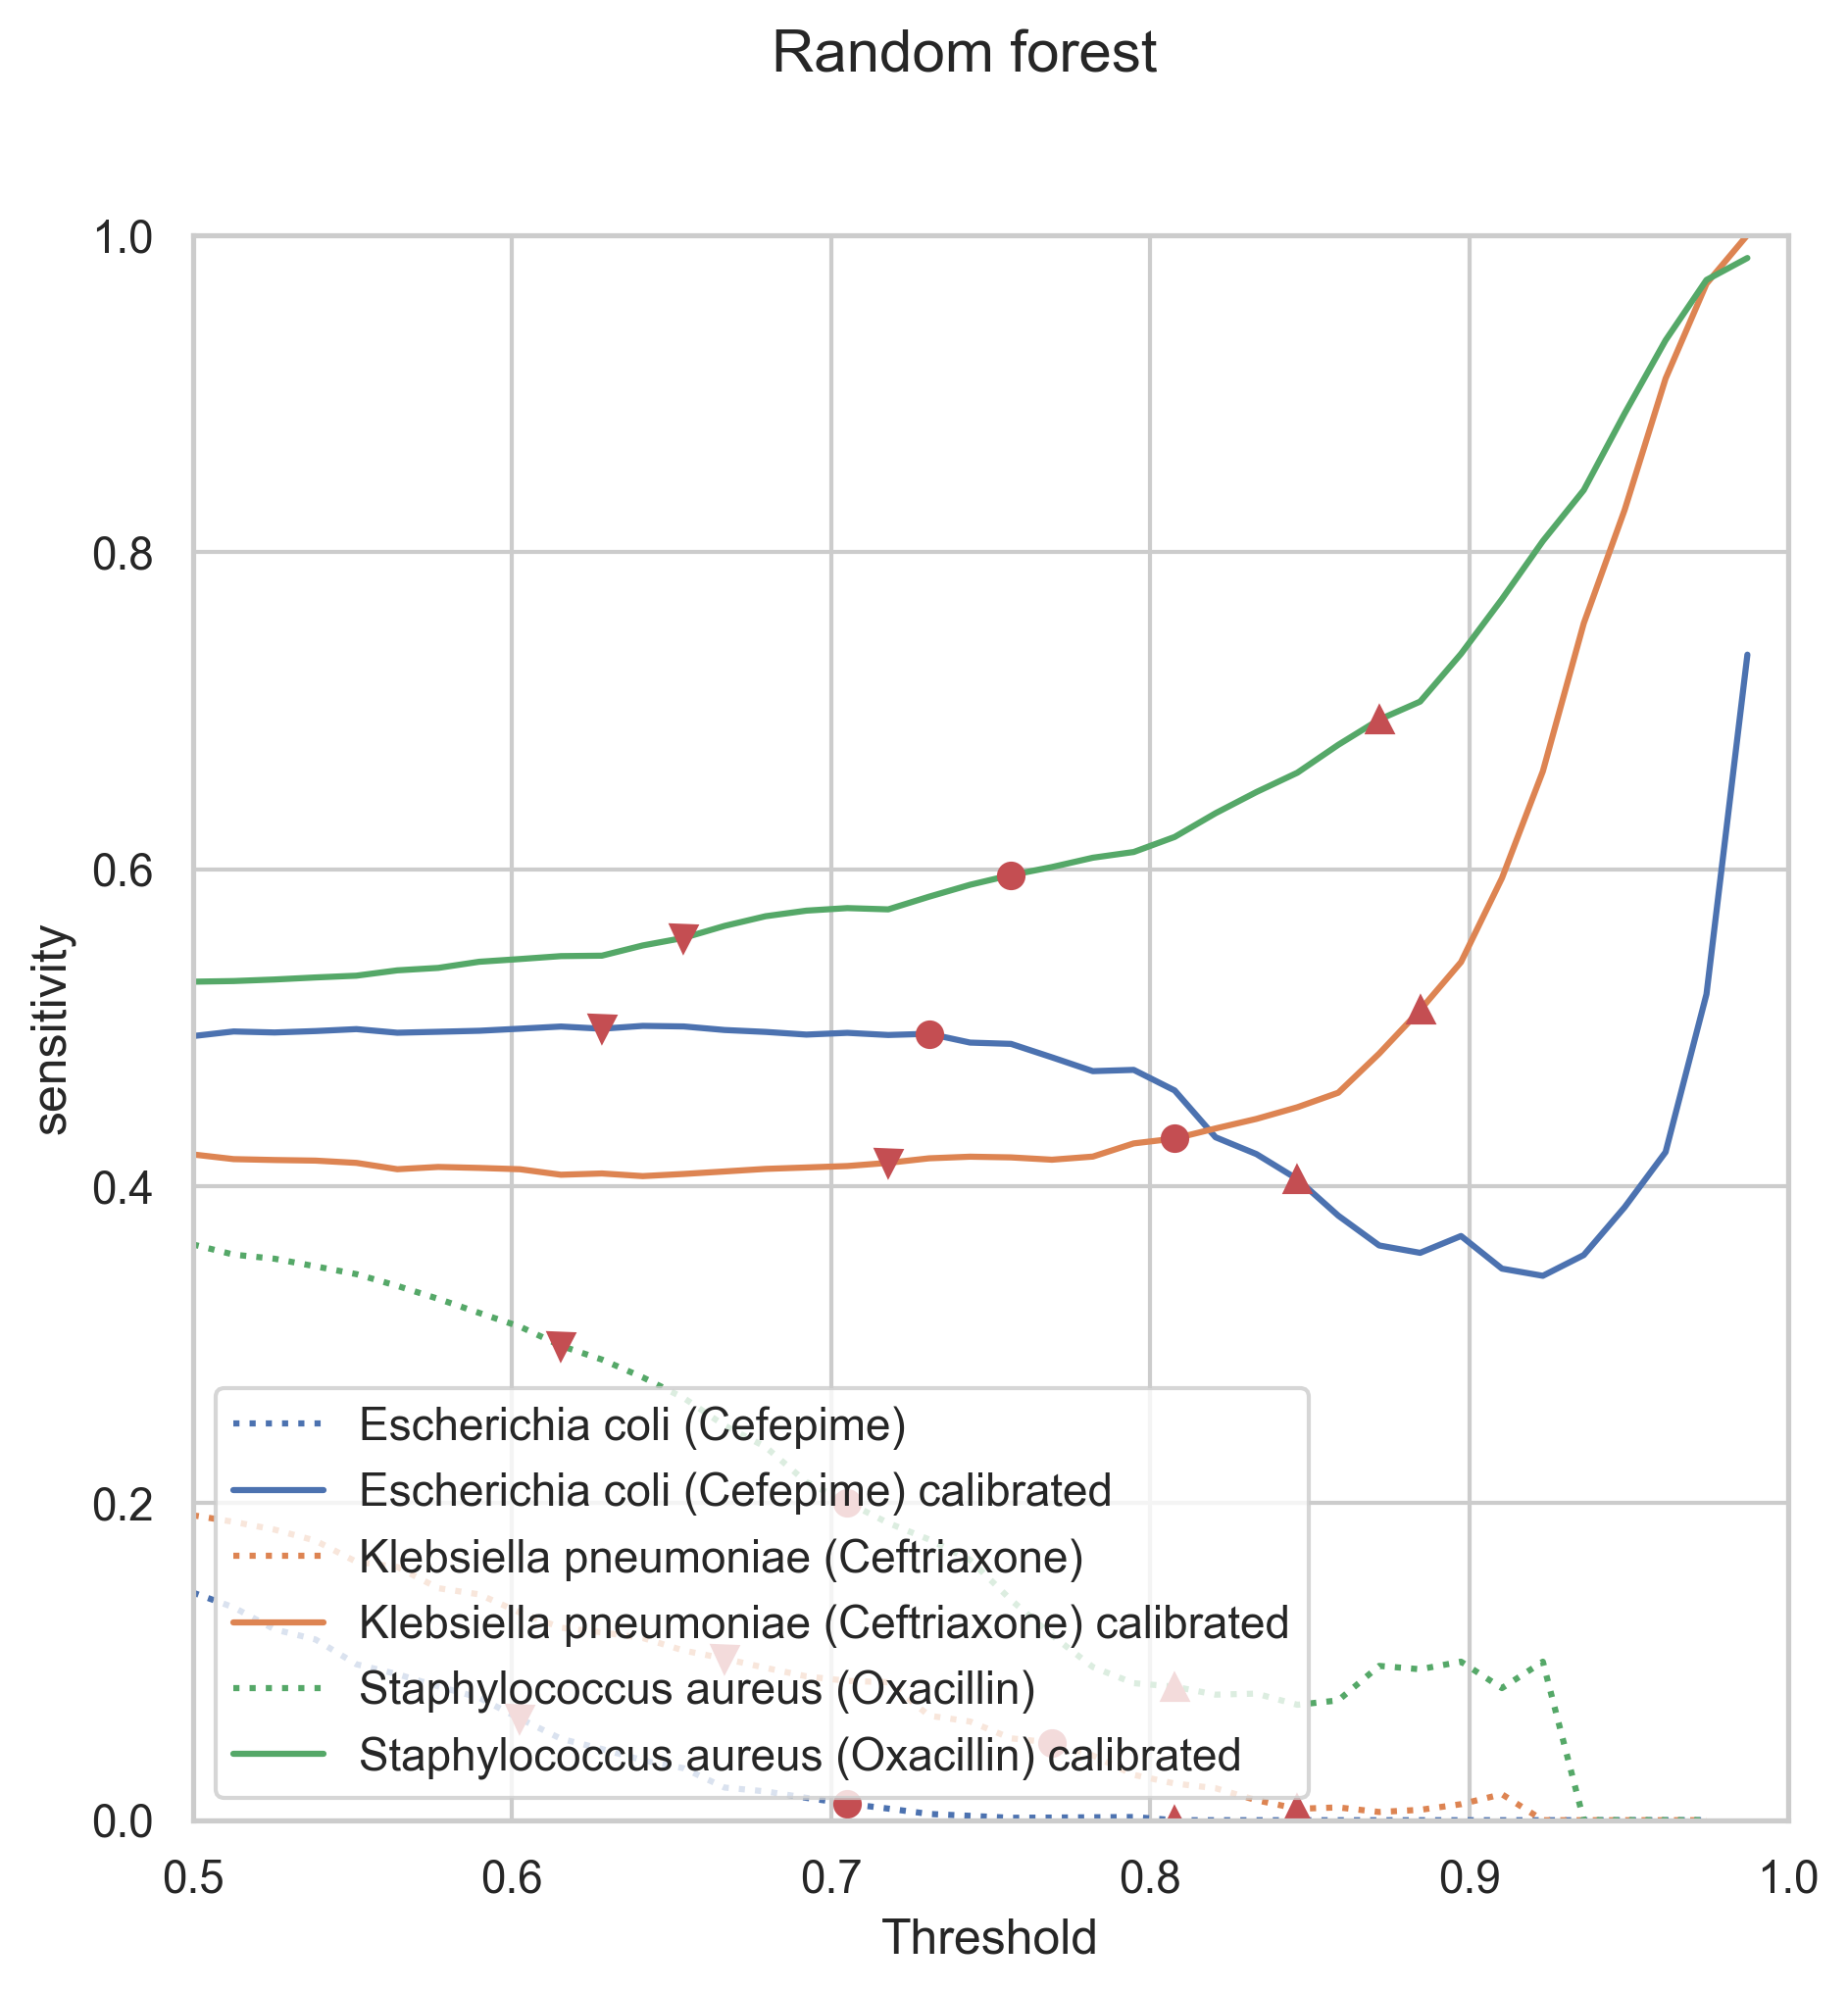 Random forest
1.0
0.8
0.6
0.4
0.2
0.0
sensitivity
Escherichia coli (Cefepime)
Escherichia coli (Cefepime) calibrated
Klebsiella pneumoniae (Ceftriaxone)
Klebsiella pneumoniae (Ceftriaxone) calibrated
Staphylococcus aureus (Oxacillin)
Staphylococcus aureus (Oxacillin) calibrated
0.5 0.6 0.7 0.8 0.9 1.0
Threshold